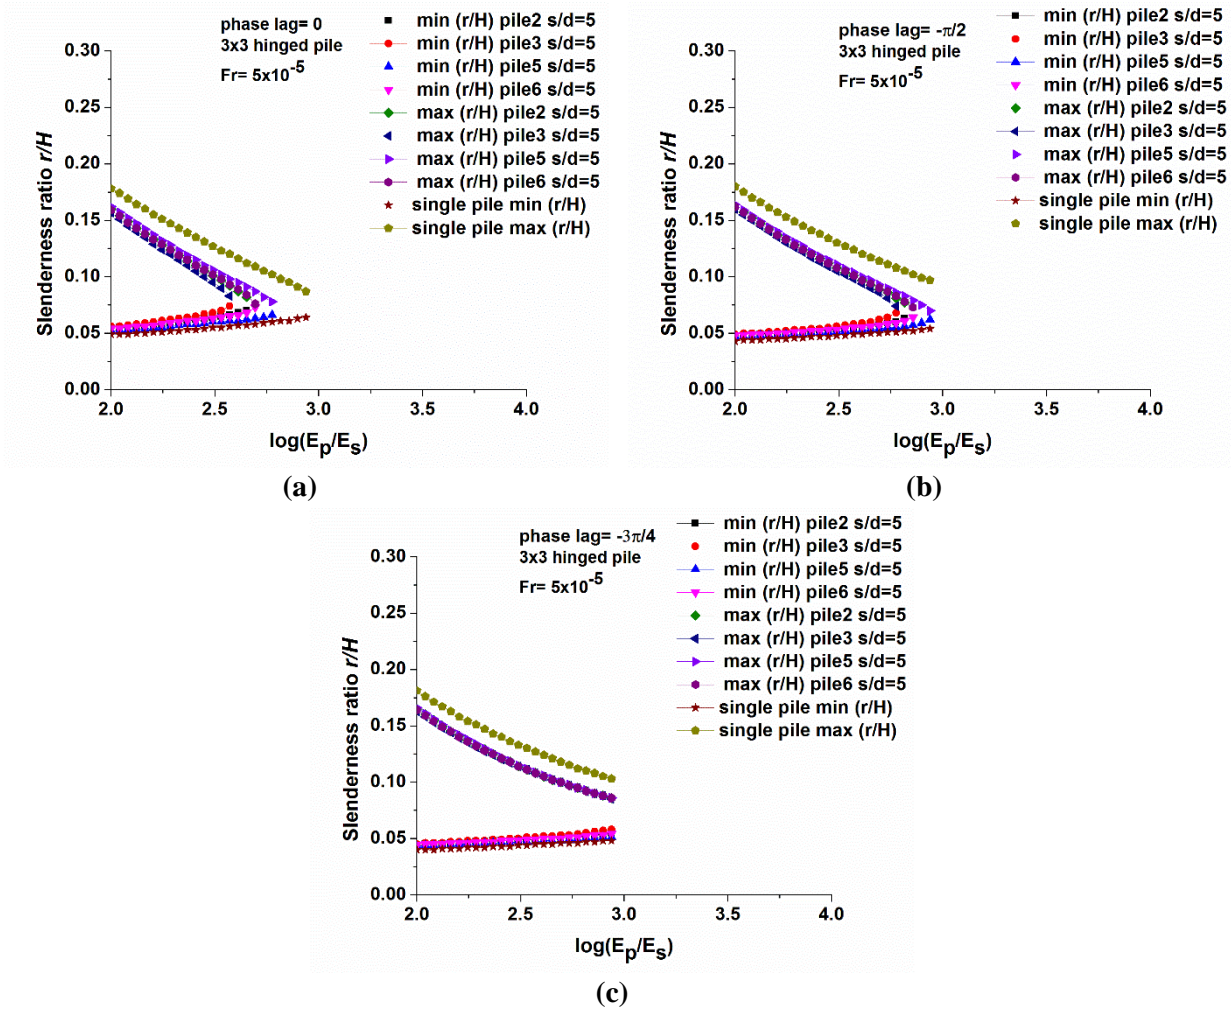 phase lag= 0
3x3 hinged pile
Fr= 5x10-5
min (r/H) pile2 s/d=5
min (r/H) pile3 s/d=5
min (r/H) pile5 s/d=5
min (r/H) pile6 s/d=5
max (r/H) pile2 s/d=5
max (r/H) pile3 s/d=5
max (r/H) pile5 s/d=5
max (r/H) pile6 s/d=5
single pile min (r/H)
single pile max (r/H)
Slenderness ratio r/H
0.30
0.25
0.20
0.15
0.10
0.05
0.00
2.0 2.5 3.0 3.5 4.0
log(Ep/Es)
(a)
phase lag= -π/2
3x3 hinged pile
Fr= 5x10-5
min (r/H) pile2 s/d=5
min (r/H) pile3 s/d=5
min (r/H) pile5 s/d=5
min (r/H) pile6 s/d=5
max (r/H) pile2 s/d=5
max (r/H) pile3 s/d=5
max (r/H) pile5 s/d=5
max (r/H) pile6 s/d=5
single pile min (r/H)
single pile max (r/H)
Slenderness ratio r/H
0.30
0.25
0.20
0.15
0.10
0.05
0.00
2.0 2.5 3.0 3.5 4.0
log(Ep/Es)
(b)
phase lag= -3π/4
3x3 hinged pile
Fr= 5x10-5
min (r/H) pile2 s/d=5
min (r/H) pile3 s/d=5
min (r/H) pile5 s/d=5
min (r/H) pile6 s/d=5
max (r/H) pile2 s/d=5
max (r/H) pile3 s/d=5
max (r/H) pile5 s/d=5
max (r/H) pile6 s/d=5
single pile min (r/H)
single pile max (r/H)
Slenderness ratio r/H
0.30
0.25
0.20
0.15
0.10
0.05
0.00
2.0 2.5 3.0 3.5 4.0
log(Ep/Es)
(c)